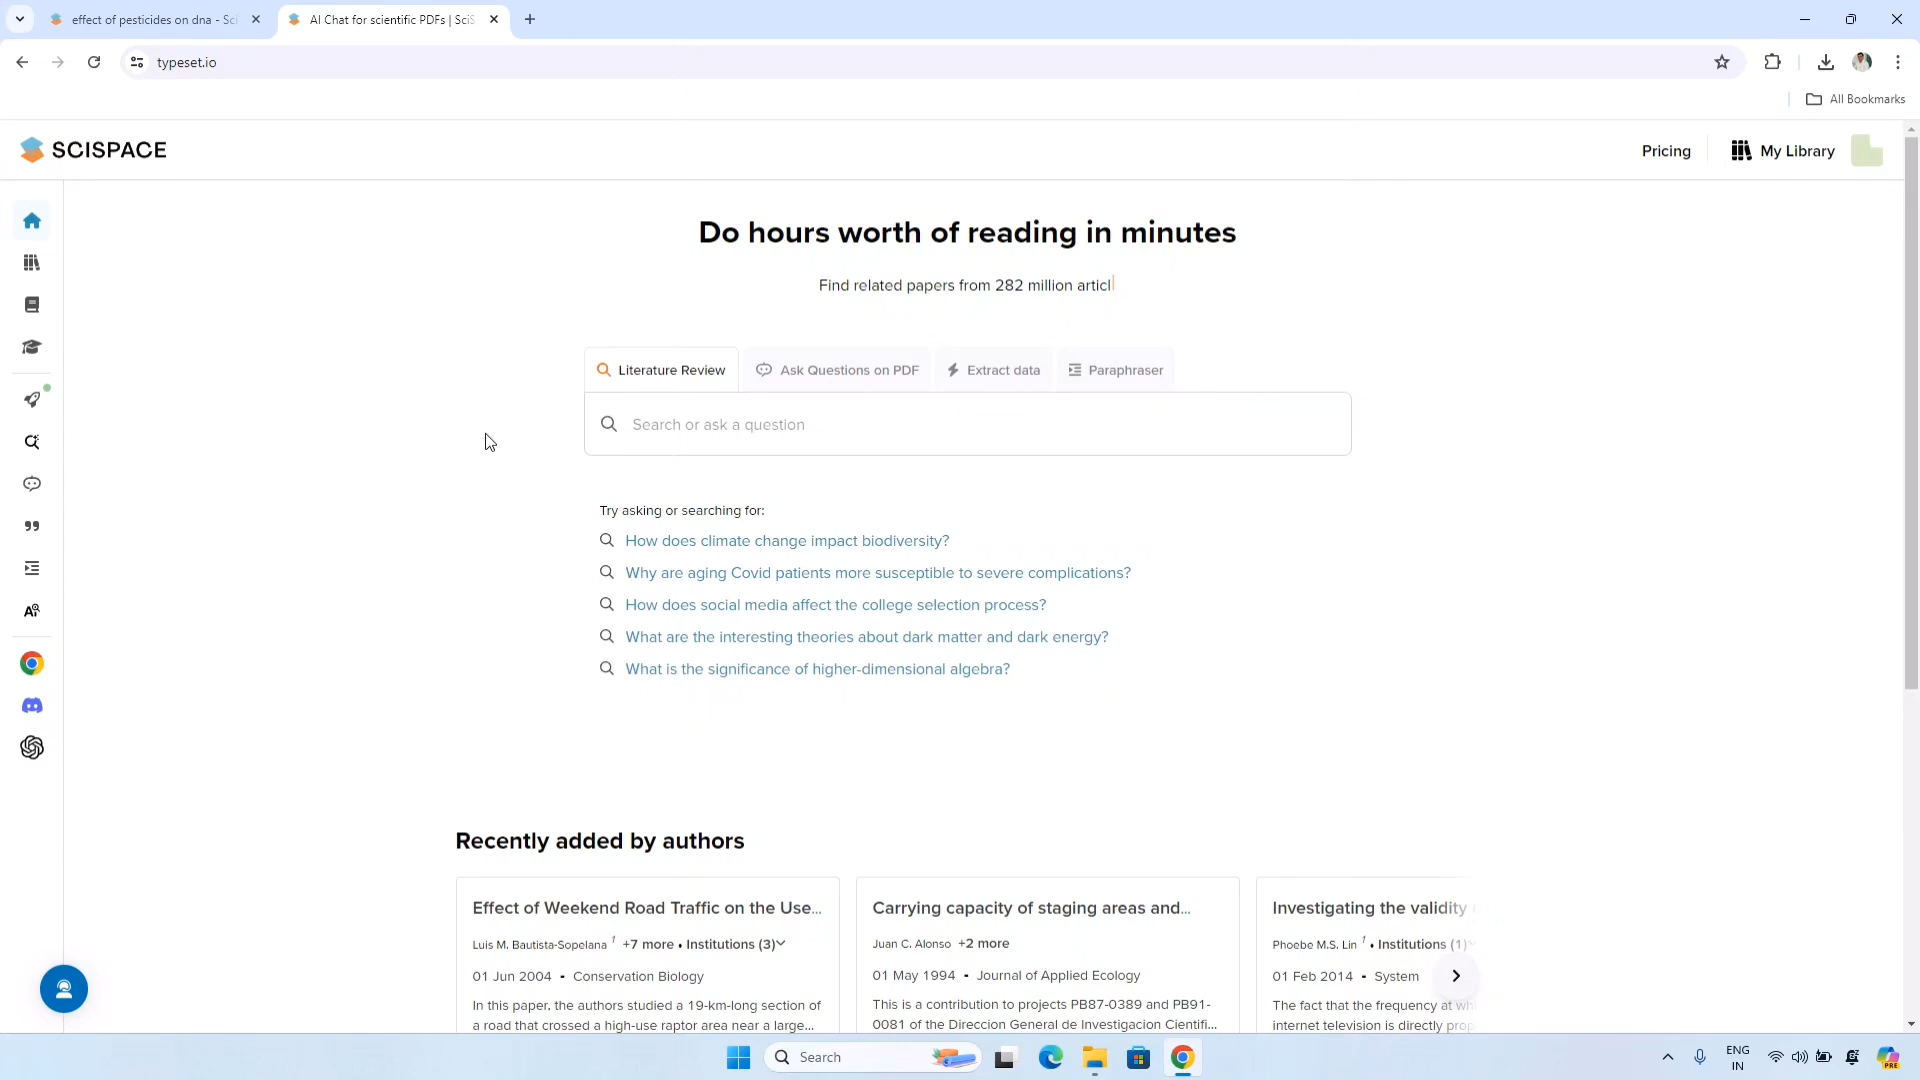 effect of pesticides on dna - Sci
AI Chat for scientific PDFs | SciS
typeset.io
All Bookmarks
SCISPACE
Pricing
My Library
Do hours worth of reading in minutes
Find related papers from 282 million articl
Literature Review
Ask Questions on PDF
Extract data
Paraphraser
Search or ask a question
Try asking or searching for:
How does climate change impact biodiversity?
Why are aging Covid patients more susceptible to severe complications?
How does social media affect the college selection process?
What are the interesting theories about dark matter and dark energy?
What is the significance of higher-dimensional algebra?
Recently added by authors
Effect of Weekend Road Traffic on the Use...
Luis M. Bautista-Sopelana 1 +7 more • Institutions (3)
01 Jun 2004 - Conservation Biology
In this paper, the authors studied a 19-km-long section of
a road that crossed a high-use raptor area near a large...
Carrying capacity of staging areas and...
Juan C. Alonso +2 more
01 May 1994 - Journal of Applied Ecology
This is a contribution to projects PB87-0389 and PB91-
0081 of the Direccion General de Investigacion Cientifi...
Investigating the validity
Phoebe M.S. Lin 1 • Institutions (1)
01 Feb 2014 - System
The fact that the frequency at wh
internet television is directly prop
Search
ENG
IN
PRE